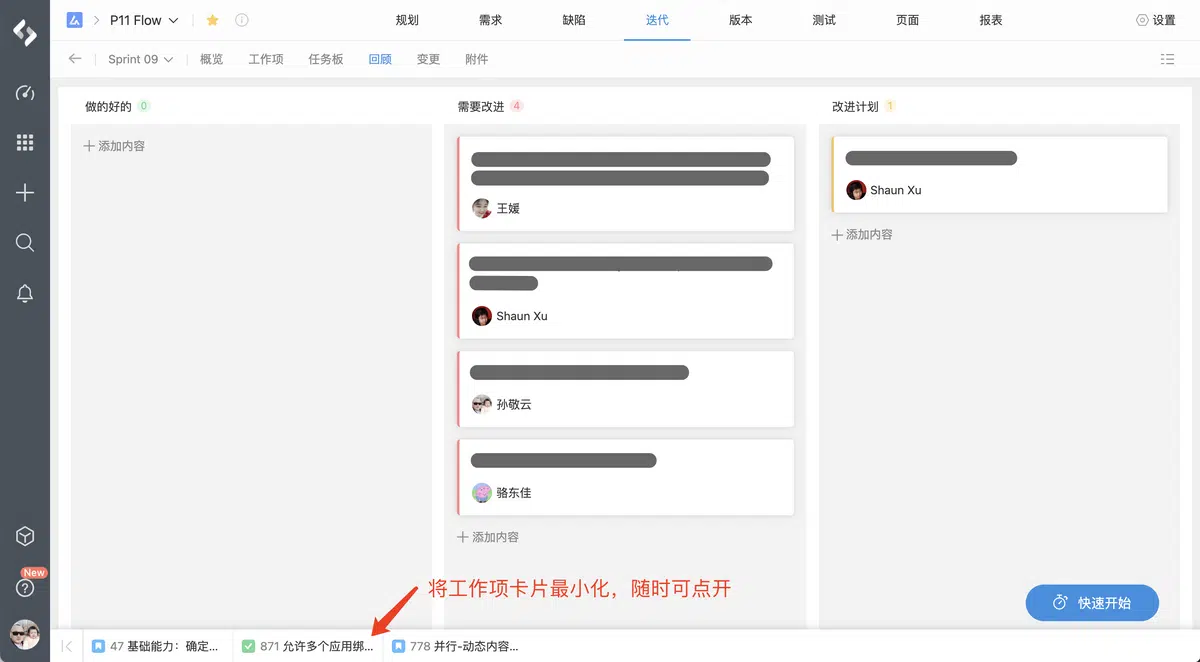 P11 Flow
规划
需求
缺陷
迭代
版本
测试
页面
报表
设置
Sprint 09
概览
工作项
任务板
回顾
变更
附件
做的好的 0
需要改进 4
改进计划 1
添加内容
王媛
Shaun Xu
孙敬云
骆东佳
添加内容
Shaun Xu
添加内容
将工作项卡片最小化，随时可点开
快速开始
New
47 基础能力：确定...
871 允许多个应用绑...
778 并行-动态内容...